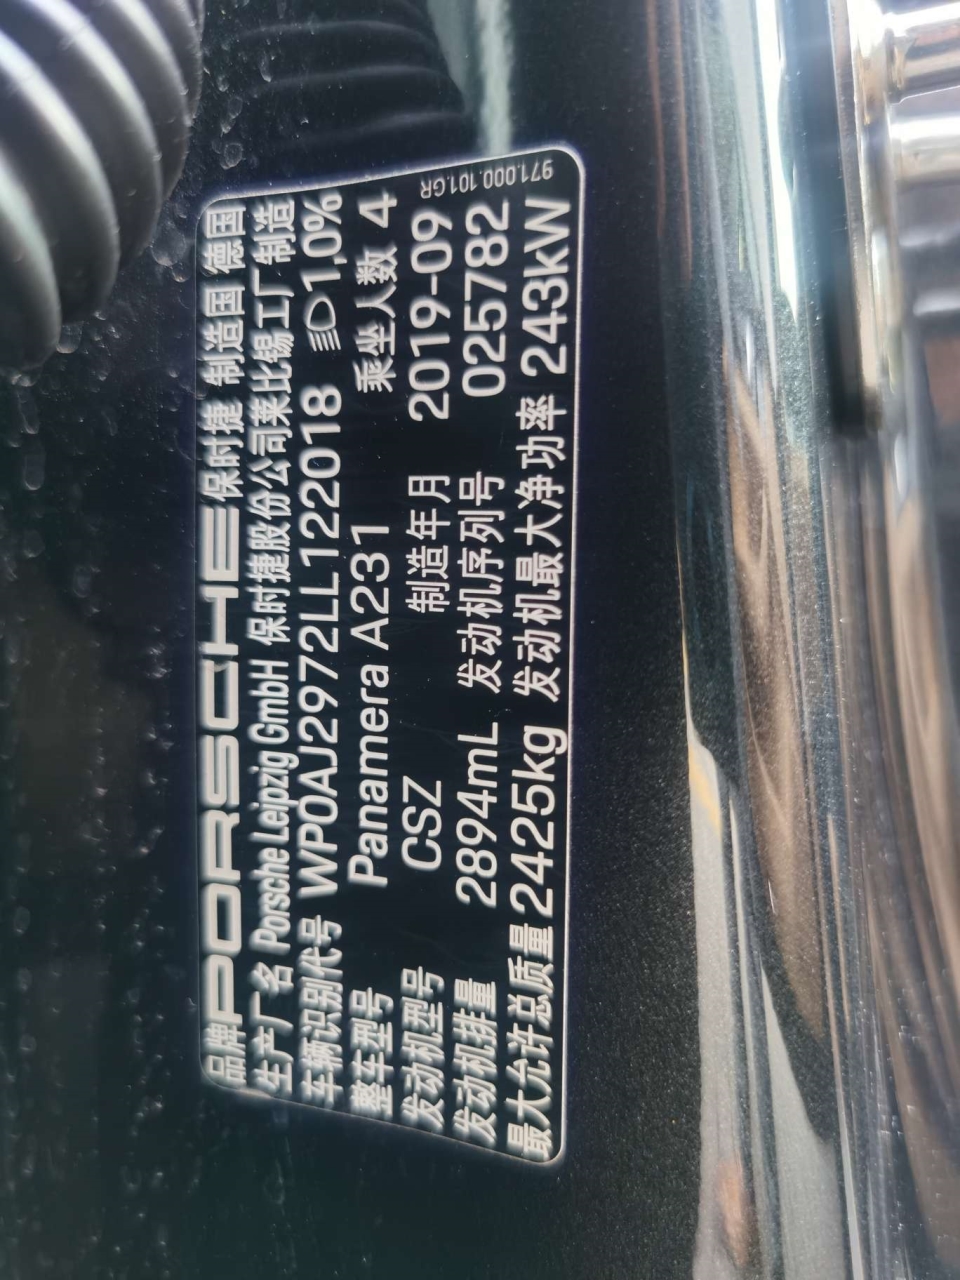 品牌 PORSCHE 保时捷 制造国 德国
生产厂名 Porsche Leipzig GmbH 保时捷股份公司莱比锡工厂制造
车辆识别代号 WP0AJ2972LL122018 1,0%
整车型号 Panamera A231 乘坐人数 4
发动机型号 CSZ 制造年月 2019-09
发动机排量 2894mL 发动机序列号 025782
最大允许总质量 2425kg 发动机最大净功率 243kW
971.000.101.GR